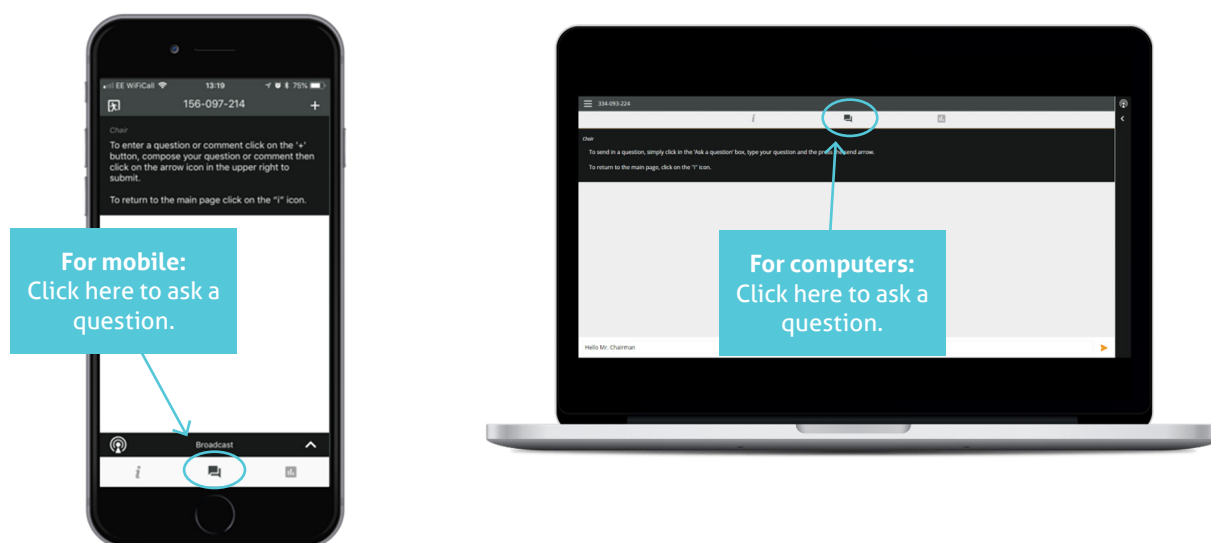 EE WiFiCall 13:19 75%
156-097-214 +
Chair
To enter a question or comment click on the '+'
button, compose your question or comment then
click on the arrow icon in the upper right to
submit.
To return to the main page click on the "i" icon.
For mobile:
Click here to ask a
question.
Broadcast
i
334-093-224
i
Chair
To send in a question, simply click in the 'Ask a question' box, type your question and the press the send arrow.
To return to the main page, click on the "i" icon.
For computers:
Click here to ask a
question.
Hello Mr. Chairman